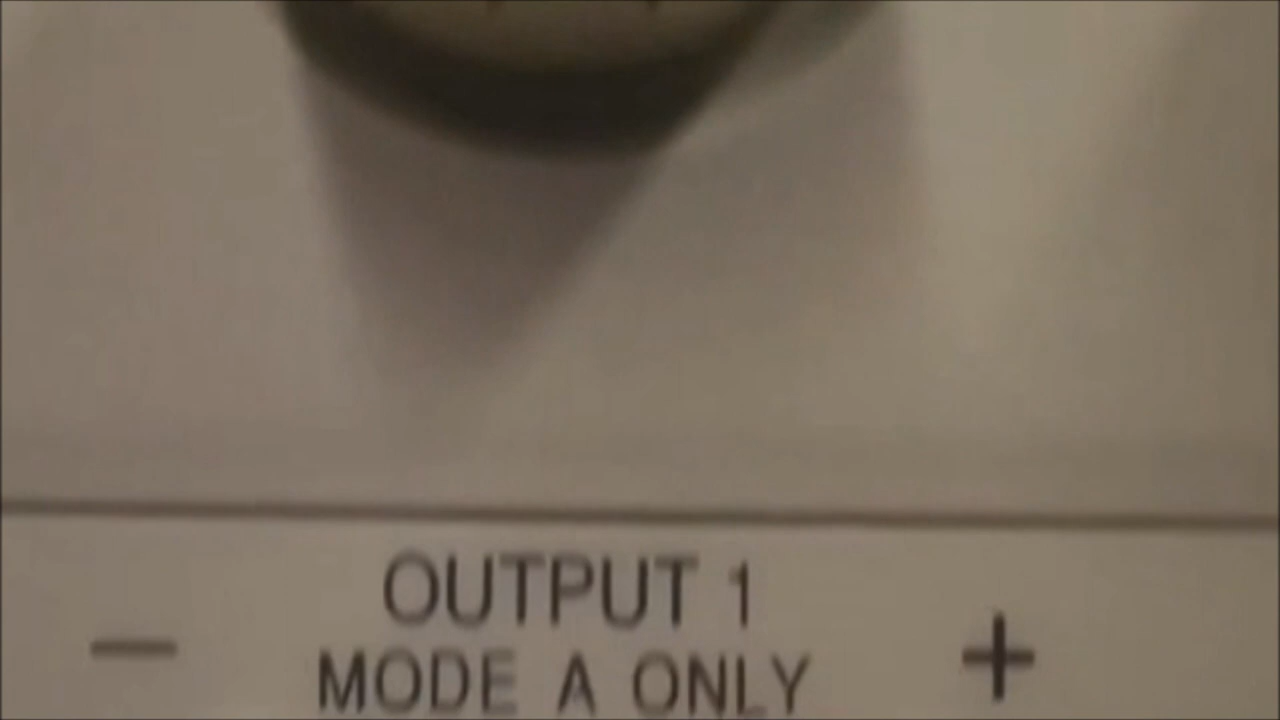 OUTPUT 1
− MODE A ONLY +